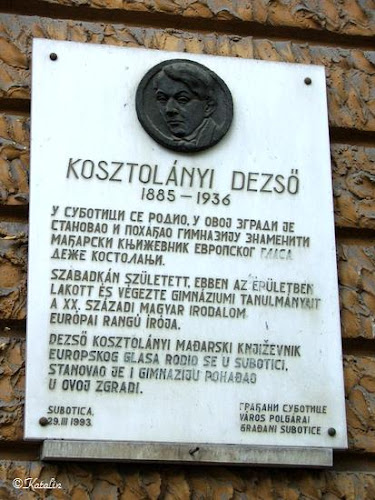 KOSZTOLÁNYI DEZSŐ
1885 – 1936
У СУБОТИЦИ СЕ РОДИО, У ОВОЈ ЗГРАДИ ЈЕ
СТАНОВАО И ПОХАЂАО ГИМНАЗИЈУ ЗНАМЕНИТИ
МАЂАРСКИ КЊИЖЕВНИК ЕВРОПСКОГ ГЛАСА
ДЕЖЕ КОСТОЛАЊИ.
SZABADKÁN SZÜLETETT, EBBEN AZ ÉPÜLETBEN
LAKOTT ÉS VÉGEZTE GIMNÁZIUMI TANULMÁNYAIT
A XX. SZÁZADI MAGYAR IRODALOM
EURÓPAI RANGÚ ÍRÓJA.
DEZSŐ KOSZTOLÁNYI MAĐARSKI KNJIŽEVNIK
EUROPSKOG GLASA RODIO SE U SUBOTICI,
STANOVAO JE I GIMNAZIJU POHAĐAO
U OVOJ ZGRADI.
SUBOTICA,
29. III 1993.
ГРАЂАНИ СУБОТИЦЕ
VÁROS POLGÁRAI
GRAĐANI SUBOTICE
©Katalin